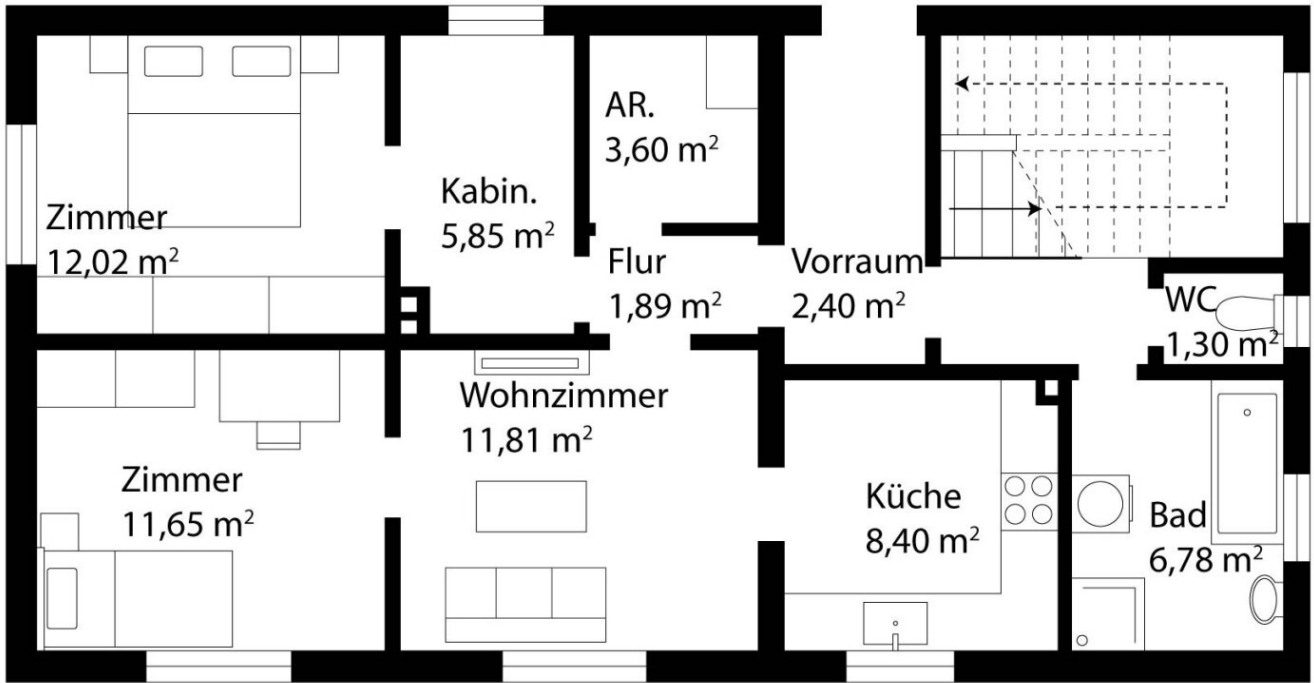 AR.
3,60 m²
Kabin.
5,85 m²
Zimmer
12,02 m²
Flur
1,89 m²
Vorraum
2,40 m²
WC
1,30 m²
Wohnzimmer
11,81 m²
Zimmer
11,65 m²
Küche
8,40 m²
Bad
6,78 m²